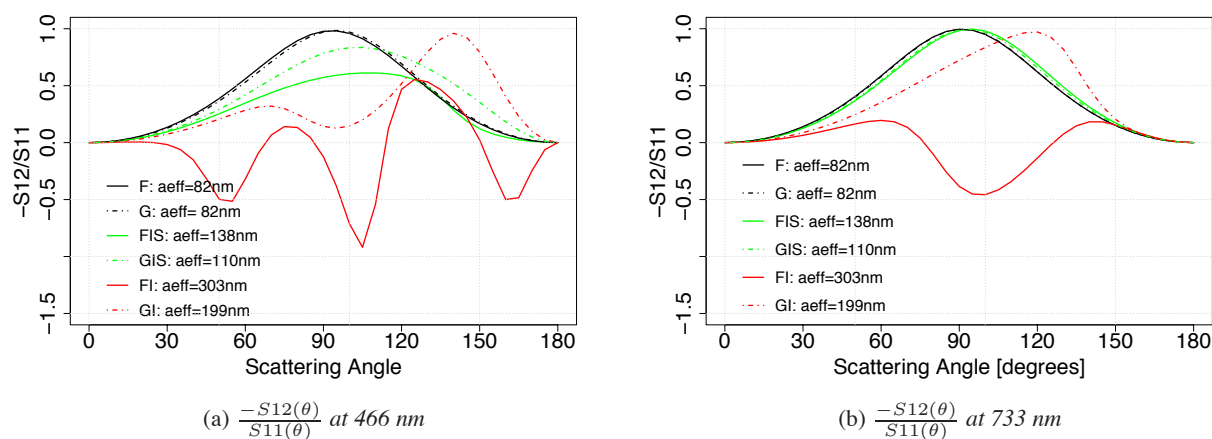 1.0
0.5
0.0
−0.5
−1.5
−S12/S11
F: aeff=82nm
G: aeff= 82nm
FIS: aeff=138nm
GIS: aeff=110nm
FI: aeff=303nm
GI: aeff=199nm
0 30 60 90 120 150 180
Scattering Angle
(a) −S12(θ)/S11(θ) at 466 nm
1.0
0.5
0.0
−0.5
−1.5
−S12/S11
F: aeff=82nm
G: aeff= 82nm
FIS: aeff=138nm
GIS: aeff=110nm
FI: aeff=303nm
GI: aeff=199nm
0 30 60 90 120 150 180
Scattering Angle [degrees]
(b) −S12(θ)/S11(θ) at 733 nm